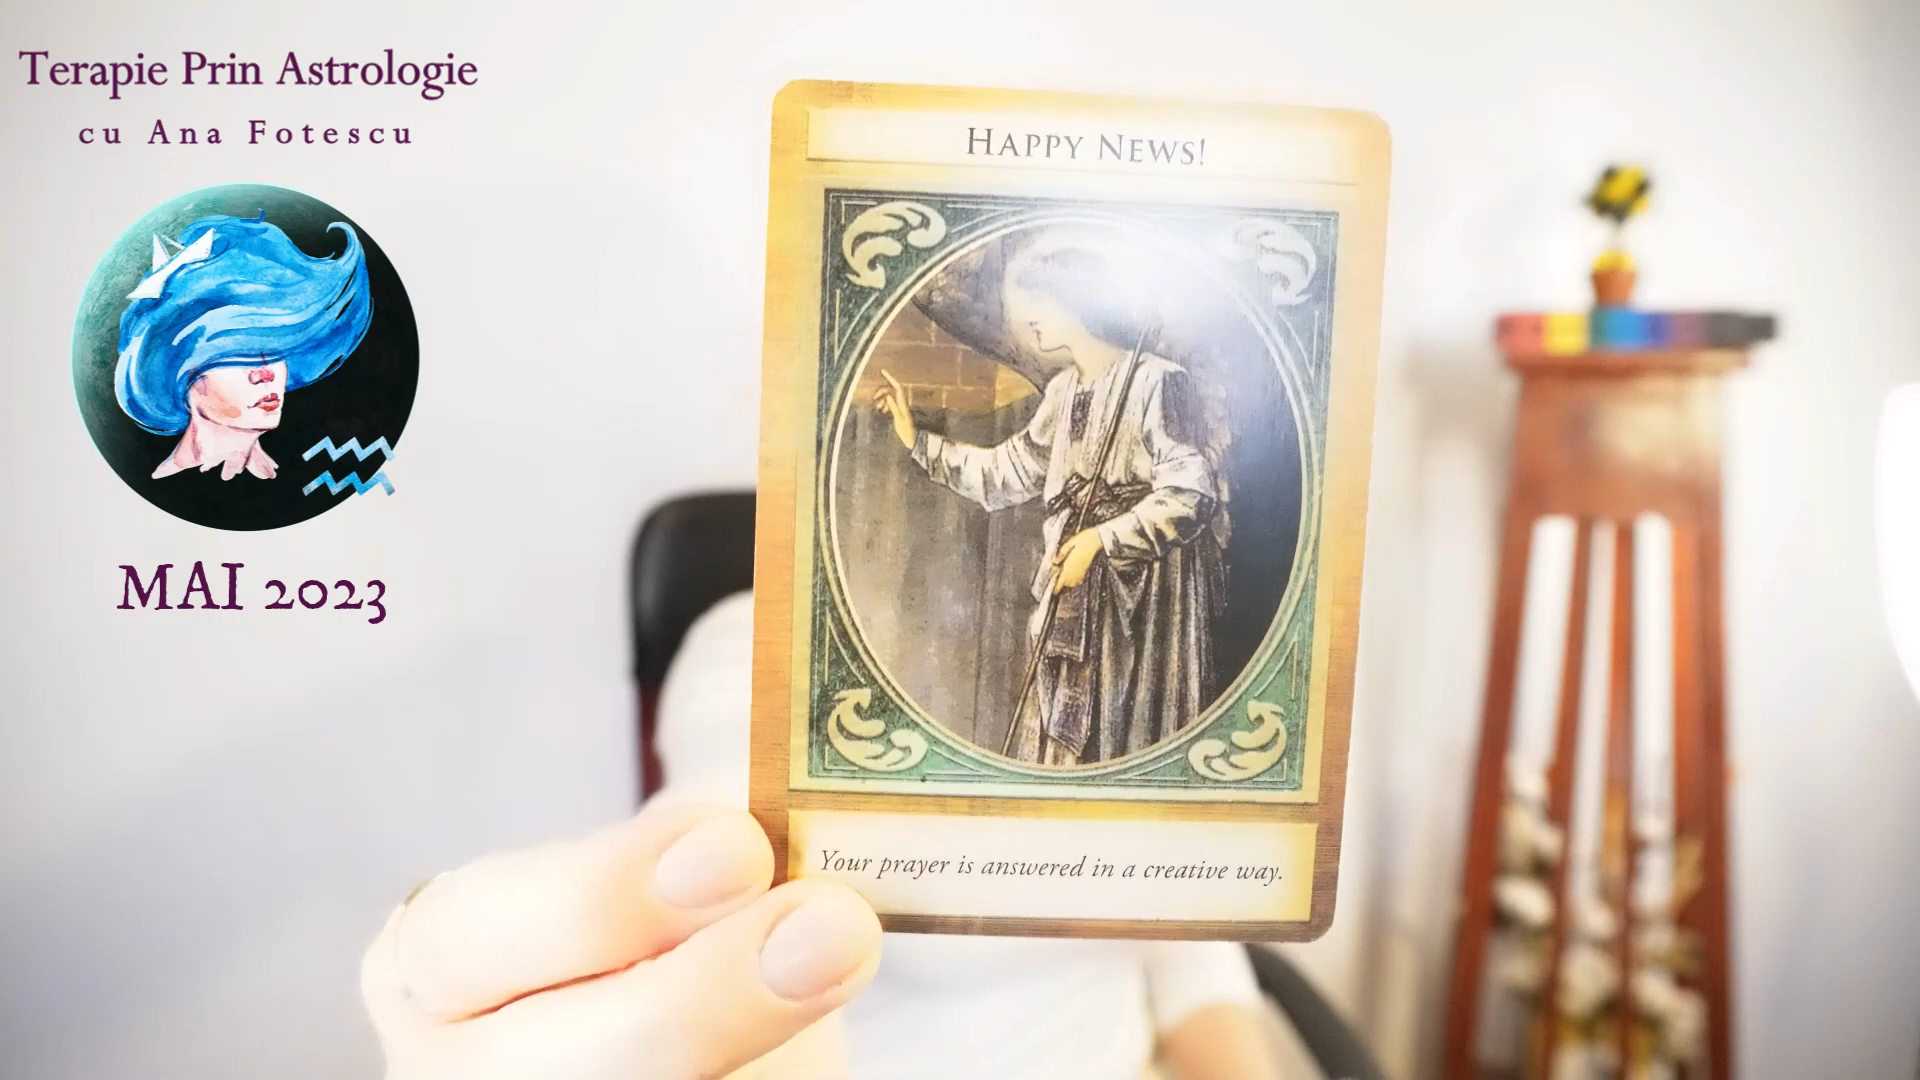 Terapie Prin Astrologie
cu Ana Fotescu
MAI 2023
HAPPY NEWS!
Your prayer is answered in a creative way.